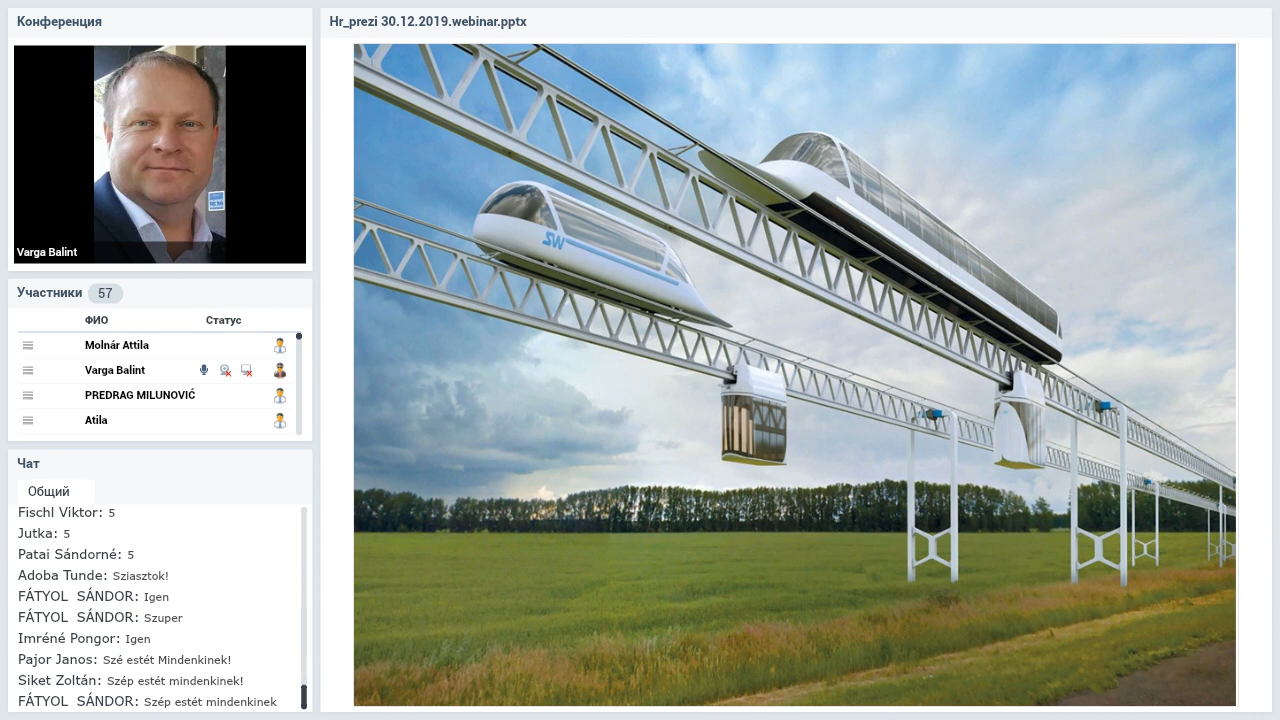 Конференция
Varga Balint
Участники 57
ФИО Статус
Molnár Attila
Varga Balint
PREDRAG MILUNOVIĆ
Atila
Чат
Общий
Fischl Viktor: 5
Jutka: 5
Patai Sándorné: 5
Adoba Tunde: Sziasztok!
FÁTYOL SÁNDOR: Igen
FÁTYOL SÁNDOR: Szuper
Imréné Pongor: Igen
Pajor Janos: Szé estét Mindenkinek!
Siket Zoltán: Szép estét mindenkinek!
FÁTYOL SÁNDOR: Szép estét mindenkinek
Hr_prezi 30.12.2019.webinar.pptx
SW